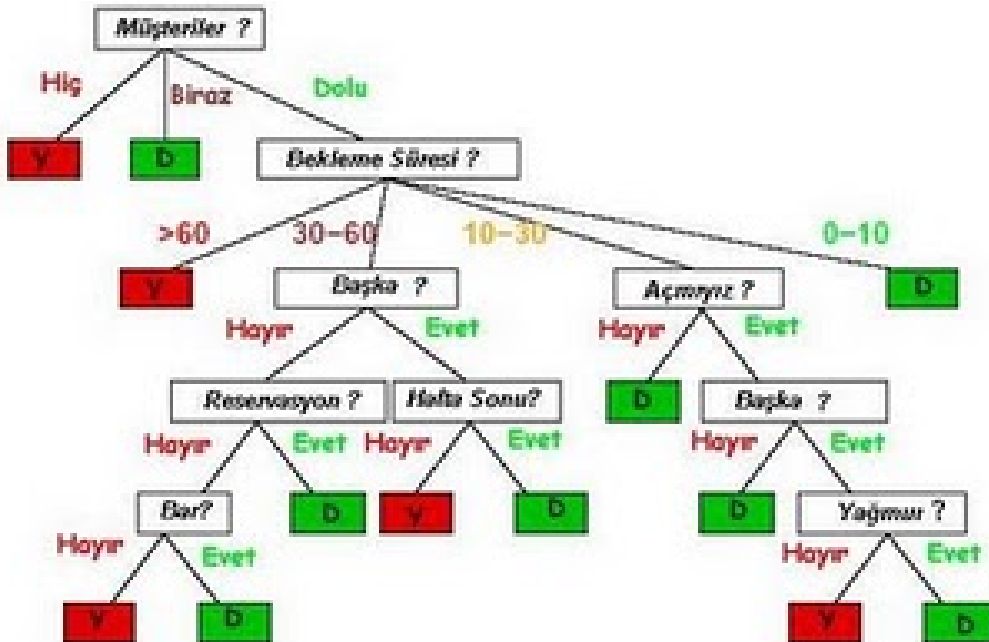 Müşteriler ?
Hiç Biraz Dolu
Y D Bekleme Süresi ?
>60 30-60 10-30 0-10
Y Başka ? Açmıyız ? D
Hayır Evet Hayır Evet
Reservasyon ? Hafta Sonu? D Başka ?
Hayır Evet Hayır Evet Hayır Evet
Bar? D Y D D Yağmur ?
Hayır Evet Hayır Evet
Y D Y D